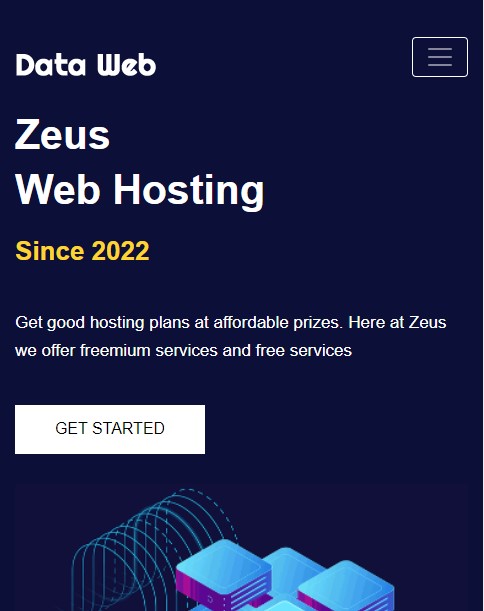 Data Web
Zeus
Web Hosting
Since 2022
Get good hosting plans at affordable prizes. Here at Zeus
we offer freemium services and free services
GET STARTED